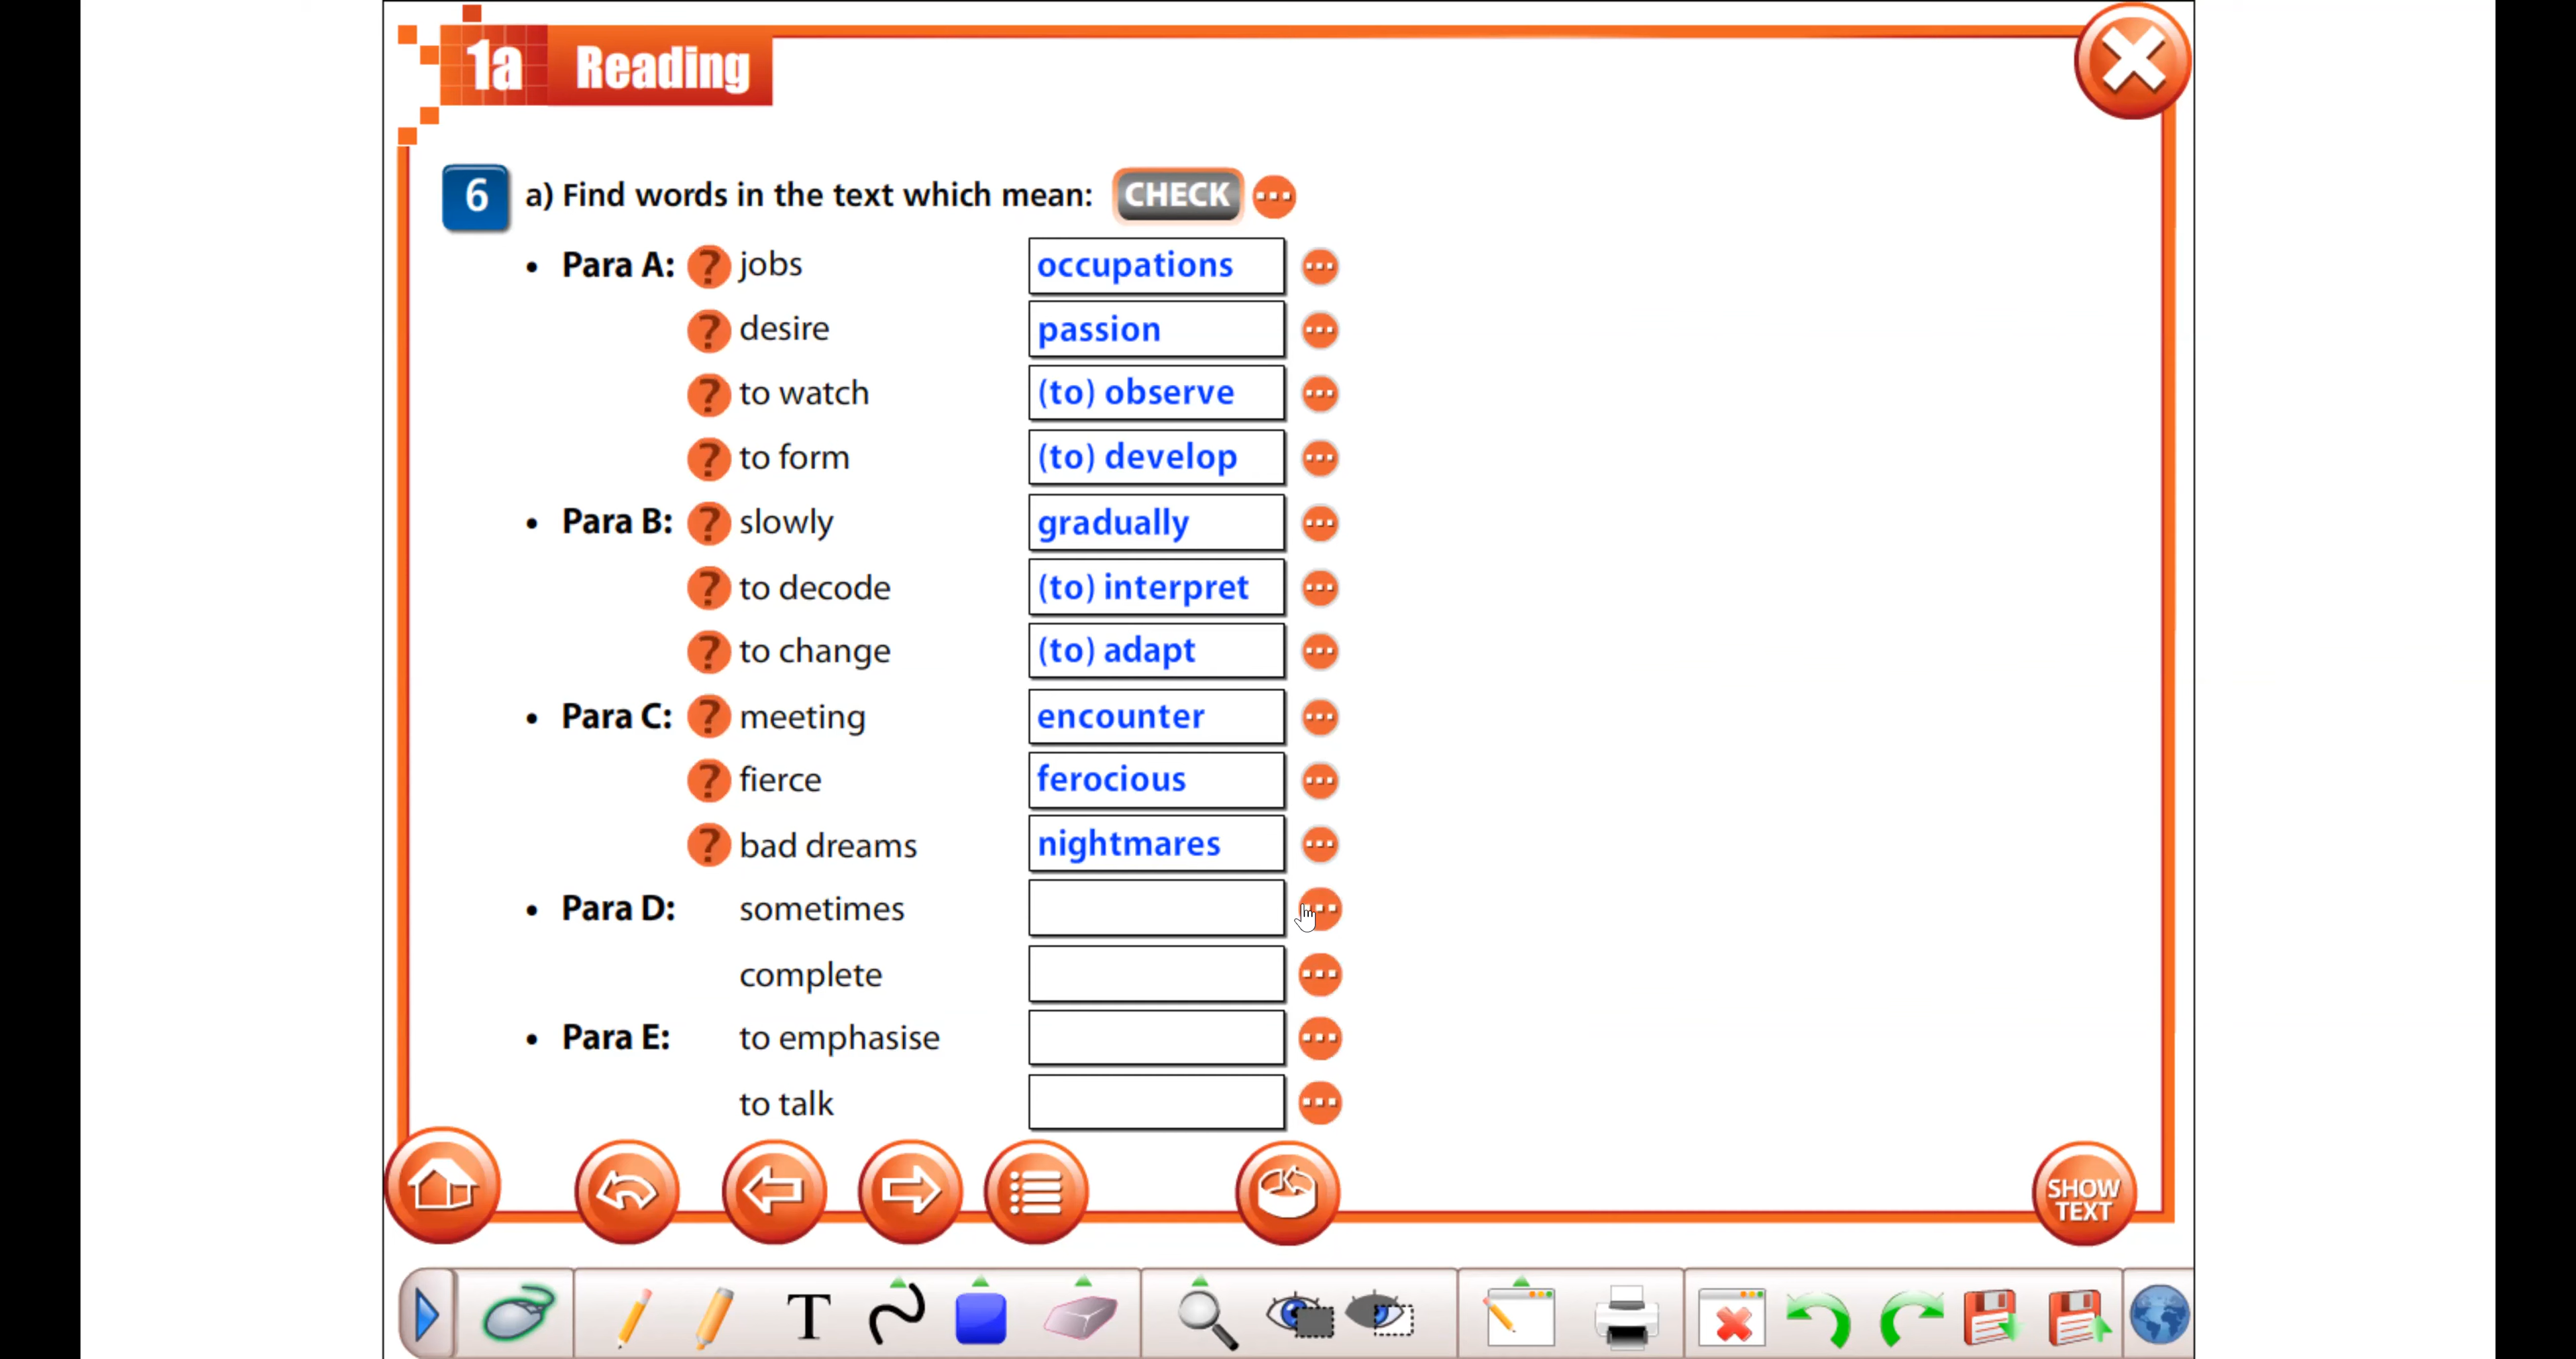 1a Reading
6 a) Find words in the text which mean: CHECK
• Para A: ? jobs occupations
? desire passion
? to watch (to) observe
? to form (to) develop
• Para B: ? slowly gradually
? to decode (to) interpret
? to change (to) adapt
• Para C: ? meeting encounter
? fierce ferocious
? bad dreams nightmares
• Para D: sometimes
complete
• Para E: to emphasise
to talk
SHOW
TEXT
T